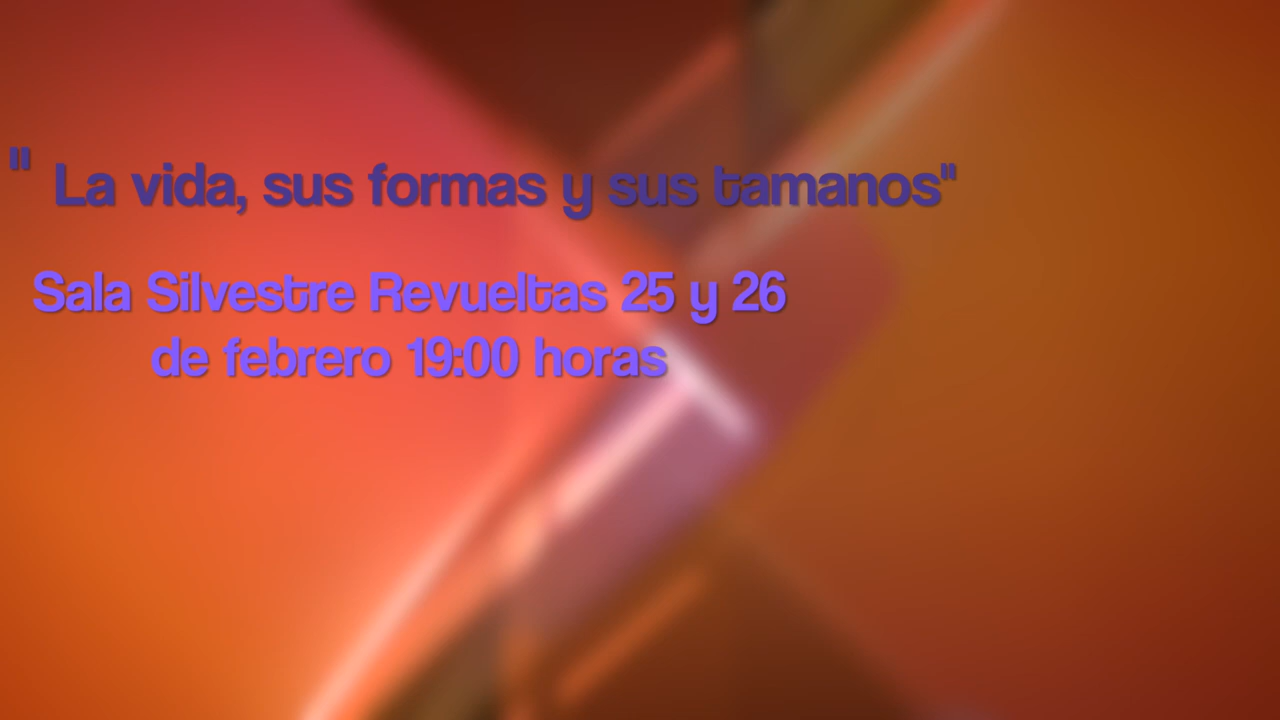 " La vida, sus formas y sus tamanos"
Sala Silvestre Revueltas 25 y 26
de febrero 19:00 horas